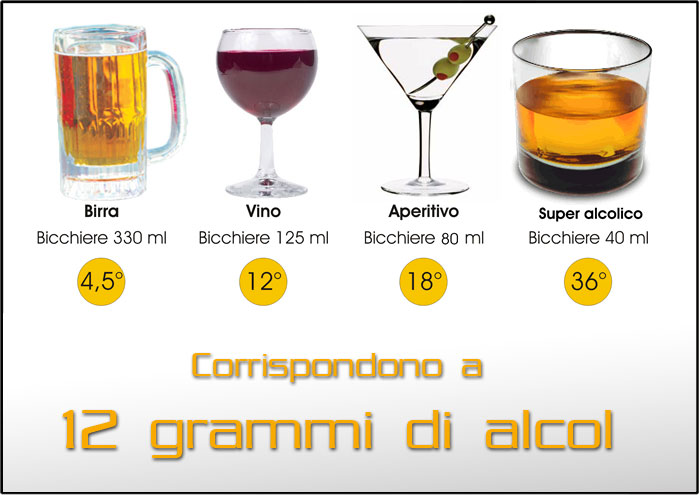 Birra Vino Aperitivo Super alcolico
Bicchiere 330 ml Bicchiere 125 ml Bicchiere 80 ml Bicchiere 40 ml
4,5° 12° 18° 36°
Corrispondono a
12 grammi di alcol